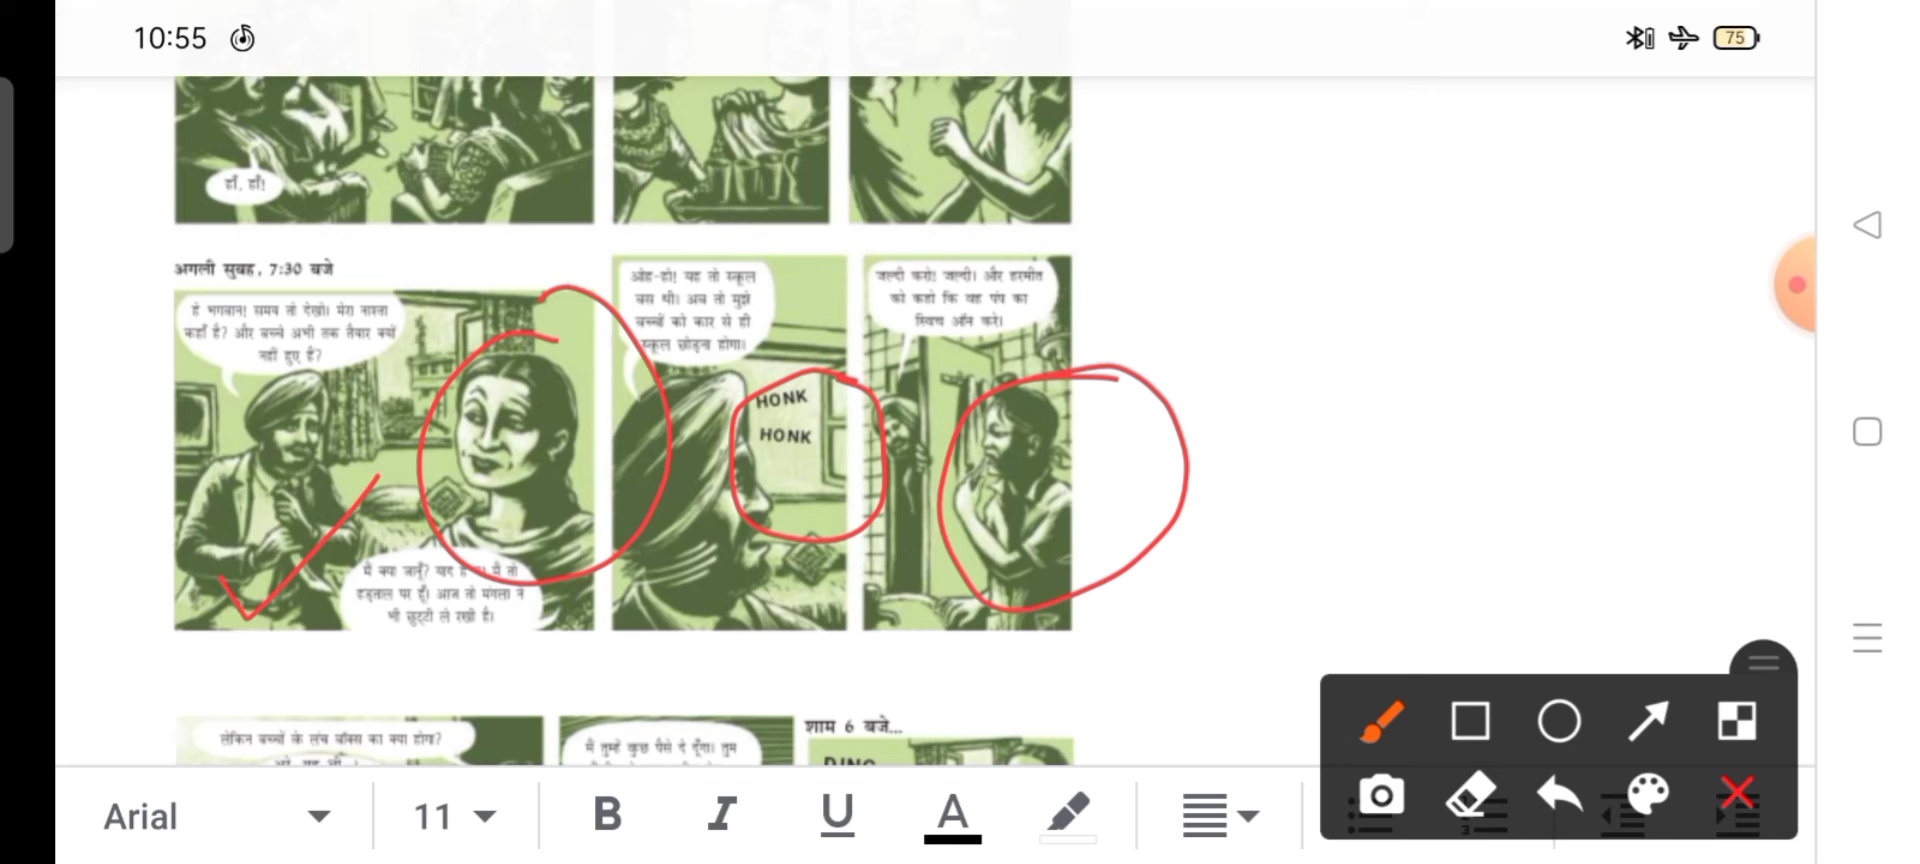 10:55
75
हाँ, हाँ!
अगली सुबह, 7:30 बजे
हे भगवान! समय तो देखो। मेरा नाश्ता
कहाँ है? और बच्चे अभी तक तैयार क्यों
नहीं हुए हैं?
मैं क्या जानूँ? याद मैं तो
हड़ताल पर हूँ। आज तो मंगला ने
भी छुट्टी ले रखी है।
ओह-हो! यह तो स्कूल
बस थी। अब तो मुझे
बच्चों को कार से ही
स्कूल छोड़ना होगा।
HONK
HONK
जल्दी करो! जल्दी। और हरमीत
को कहो कि वह पंप का
स्विच ऑन करे।
लेकिन बच्चों के लंच बॉक्स का क्या होगा?
मैं तुम्हें कुछ पैसे दे दूँगा। तुम
शाम 6 बजे...
DING
Arial
11
B
I
U
A